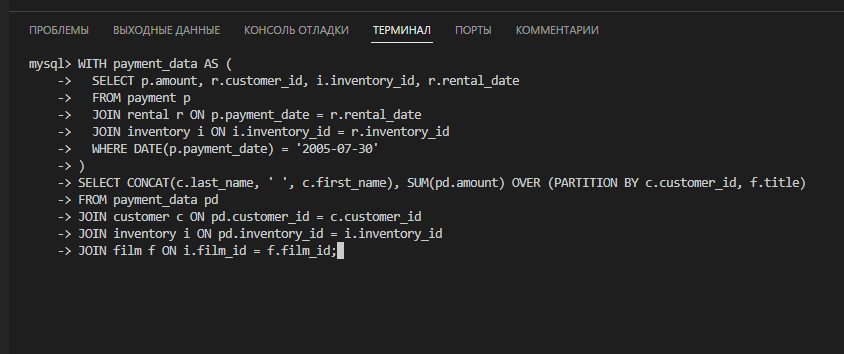 ПРОБЛЕМЫ ВЫХОДНЫЕ ДАННЫЕ КОНСОЛЬ ОТЛАДКИ ТЕРМИНАЛ ПОРТЫ КОММЕНТАРИИ
mysql> WITH payment_data AS (
    ->   SELECT p.amount, r.customer_id, i.inventory_id, r.rental_date
    ->   FROM payment p
    ->   JOIN rental r ON p.payment_date = r.rental_date
    ->   JOIN inventory i ON i.inventory_id = r.inventory_id
    ->   WHERE DATE(p.payment_date) = '2005-07-30'
    -> )
    -> SELECT CONCAT(c.last_name, ' ', c.first_name), SUM(pd.amount) OVER (PARTITION BY c.customer_id, f.title)
    -> FROM payment_data pd
    -> JOIN customer c ON pd.customer_id = c.customer_id
    -> JOIN inventory i ON pd.inventory_id = i.inventory_id
    -> JOIN film f ON i.film_id = f.film_id;